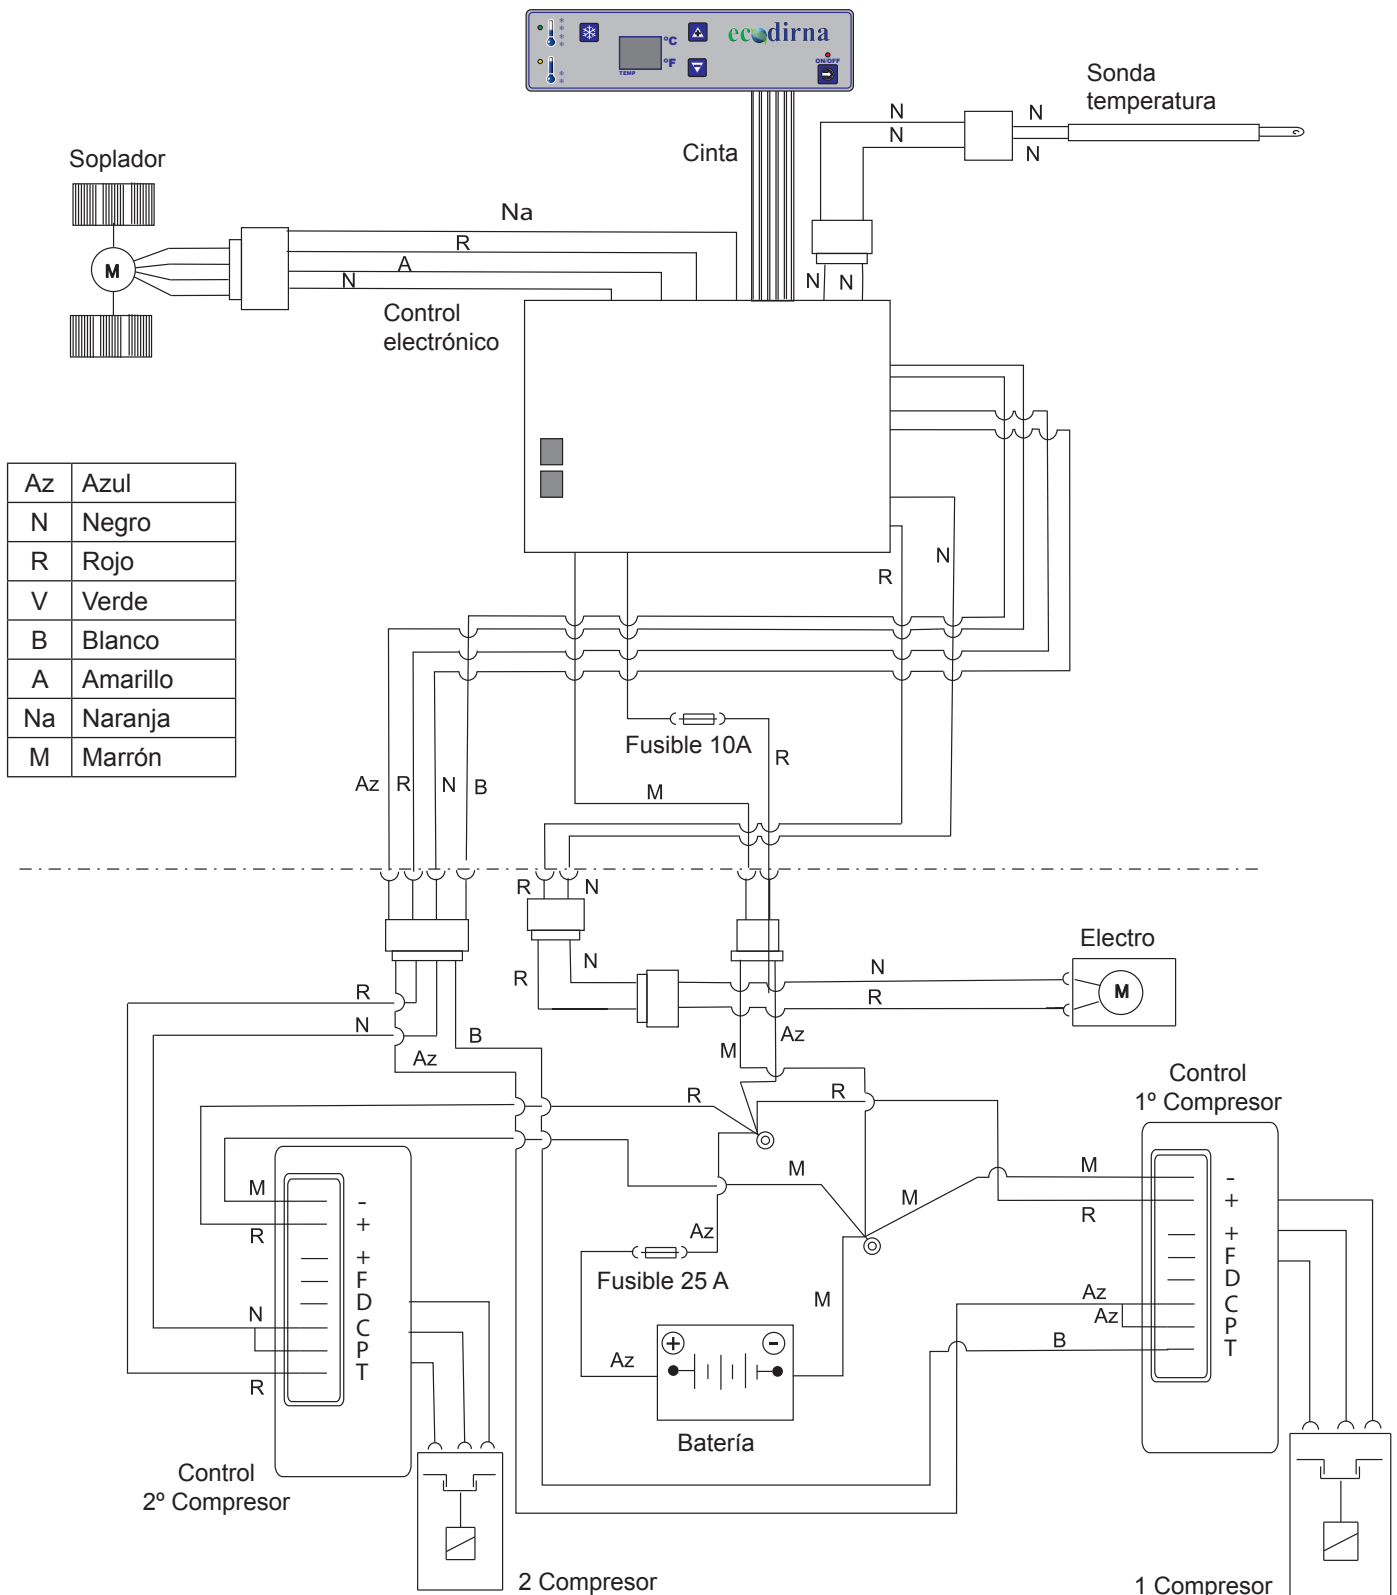 ecodirna
°C
°F
TEMP
ON/OFF
Sonda
temperatura
N
N
N
N
Cinta
Soplador
M
Na
R
A
N
N
N
Control
electrónico
Az Azul
N Negro
R Rojo
V Verde
B Blanco
A Amarillo
Na Naranja
M Marrón
R
N
Fusible 10A
R
Az
R
N
B
M
R
N
Electro
M
R
N
N
R
R
N
Az
B
M
Az
Control
1º Compresor
R
R
M
M
M
R
-
+
+
F
D
C
P
T
Az
Az
B
M
R
N
R
-
+
+
F
D
C
P
T
Az
Fusible 25 A
M
Az
+
-
Batería
Control
2º Compresor
2 Compresor
1 Compresor